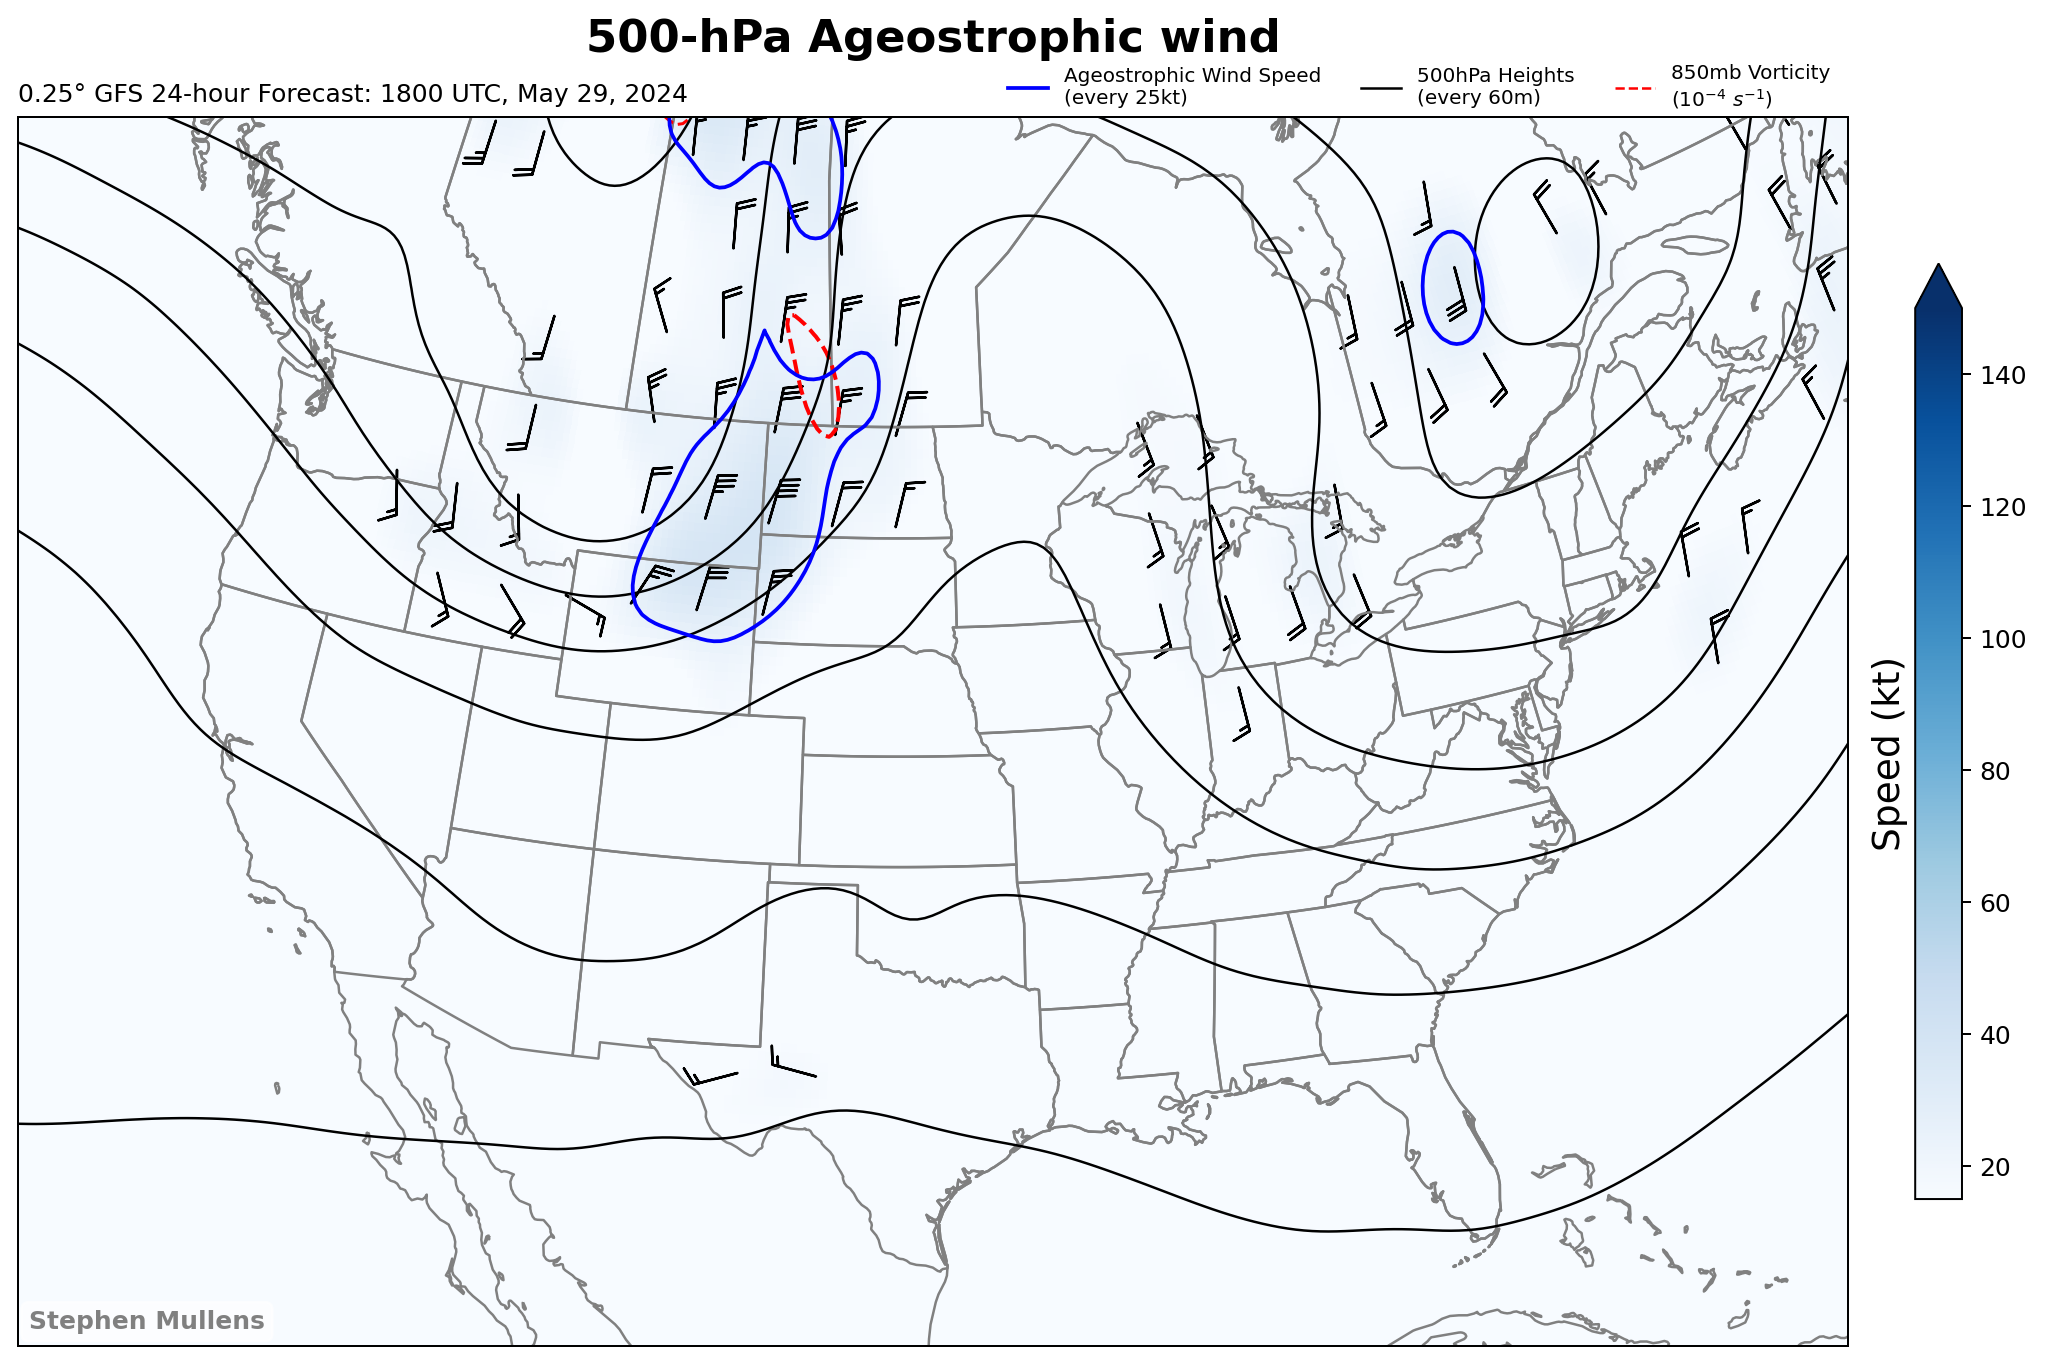 500-hPa Ageostrophic wind
0.25° GFS 24-hour Forecast: 1800 UTC, May 29, 2024
Ageostrophic Wind Speed
(every 25kt)
500hPa Heights
(every 60m)
850mb Vorticity
(10⁻⁴ s⁻¹)
140
120
100
80
60
40
20
Speed (kt)
Stephen Mullens